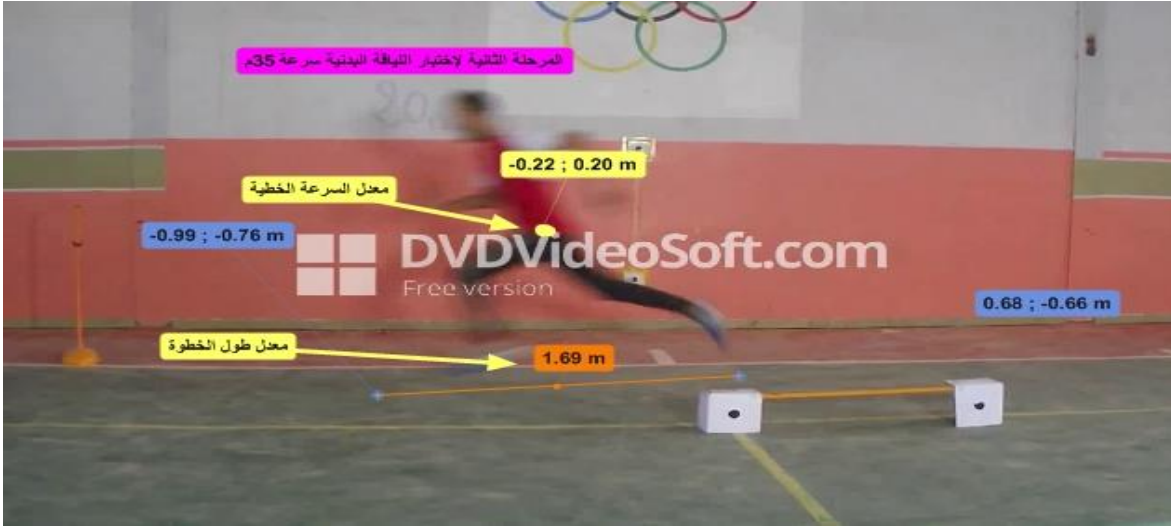 المرحلة الثانية لإختبار اللياقة البدنية سرعة 35م
20
-0.22 ; 0.20 m
معدل السرعة الخطية
-0.99 ; -0.76 m
DVDVideoSoft.com
Free version
0.68 ; -0.66 m
معدل طول الخطوة
1.69 m